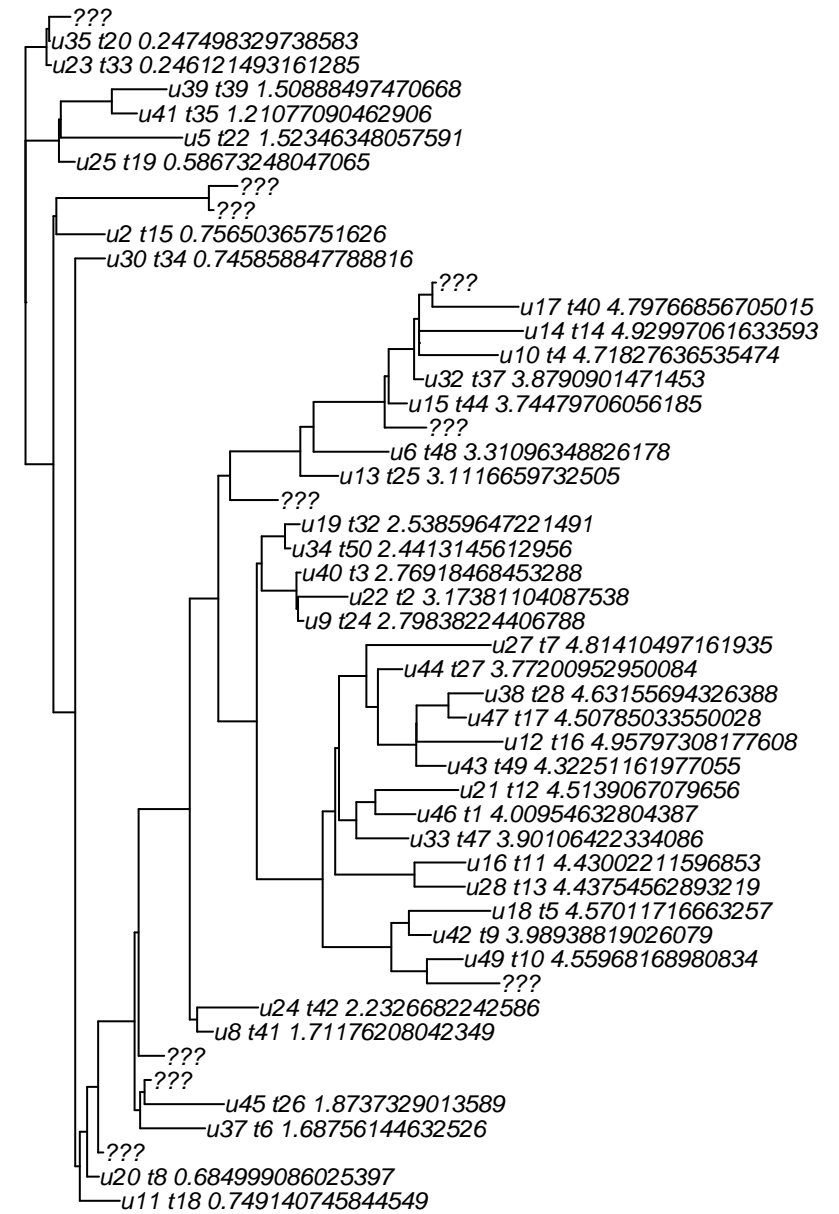 ???
u35 t20 0.247498329738583
u23 t33 0.246121493161285
u39 t39 1.50888497470668
u41 t35 1.21077090462906
u5 t22 1.52346348057591
u25 t19 0.58673248047065
???
???
u2 t15 0.75650365751626
u30 t34 0.745858847788816
???
u17 t40 4.79766856705015
u14 t14 4.92997061633593
u10 t4 4.71827636535474
u32 t37 3.8790901471453
u15 t44 3.74479706056185
???
u6 t48 3.31096348826178
u13 t25 3.1116659732505
???
u19 t32 2.53859647221491
u34 t50 2.4413145612956
u40 t3 2.76918468453288
u22 t2 3.17381104087538
u9 t24 2.79838224406788
u27 t7 4.81410497161935
u44 t27 3.77200952950084
u38 t28 4.63155694326388
u47 t17 4.50785033550028
u12 t16 4.95797308177608
u43 t49 4.32251161977055
u21 t12 4.5139067079656
u46 t1 4.00954632804387
u33 t47 3.90106422334086
u16 t11 4.43002211596853
u28 t13 4.43754562893219
u18 t5 4.57011716663257
u42 t9 3.98938819026079
u49 t10 4.55968168980834
???
u24 t42 2.2326682242586
u8 t41 1.71176208042349
???
???
u45 t26 1.8737329013589
u37 t6 1.68756144632526
???
u20 t8 0.684999086025397
u11 t18 0.749140745844549